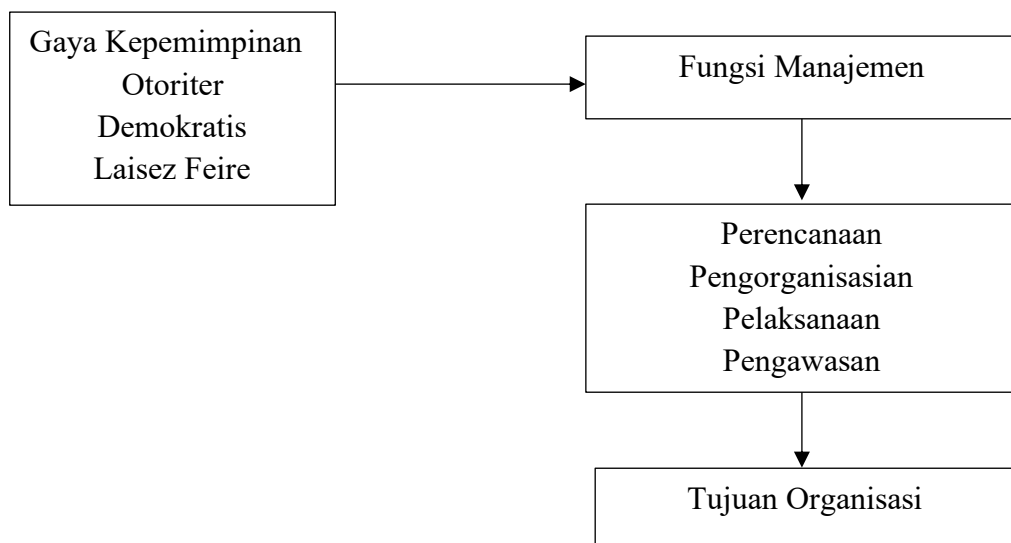 Gaya Kepemimpinan
Otoriter
Demokratis
Laisez Feire
Fungsi Manajemen
Perencanaan
Pengorganisasian
Pelaksanaan
Pengawasan
Tujuan Organisasi